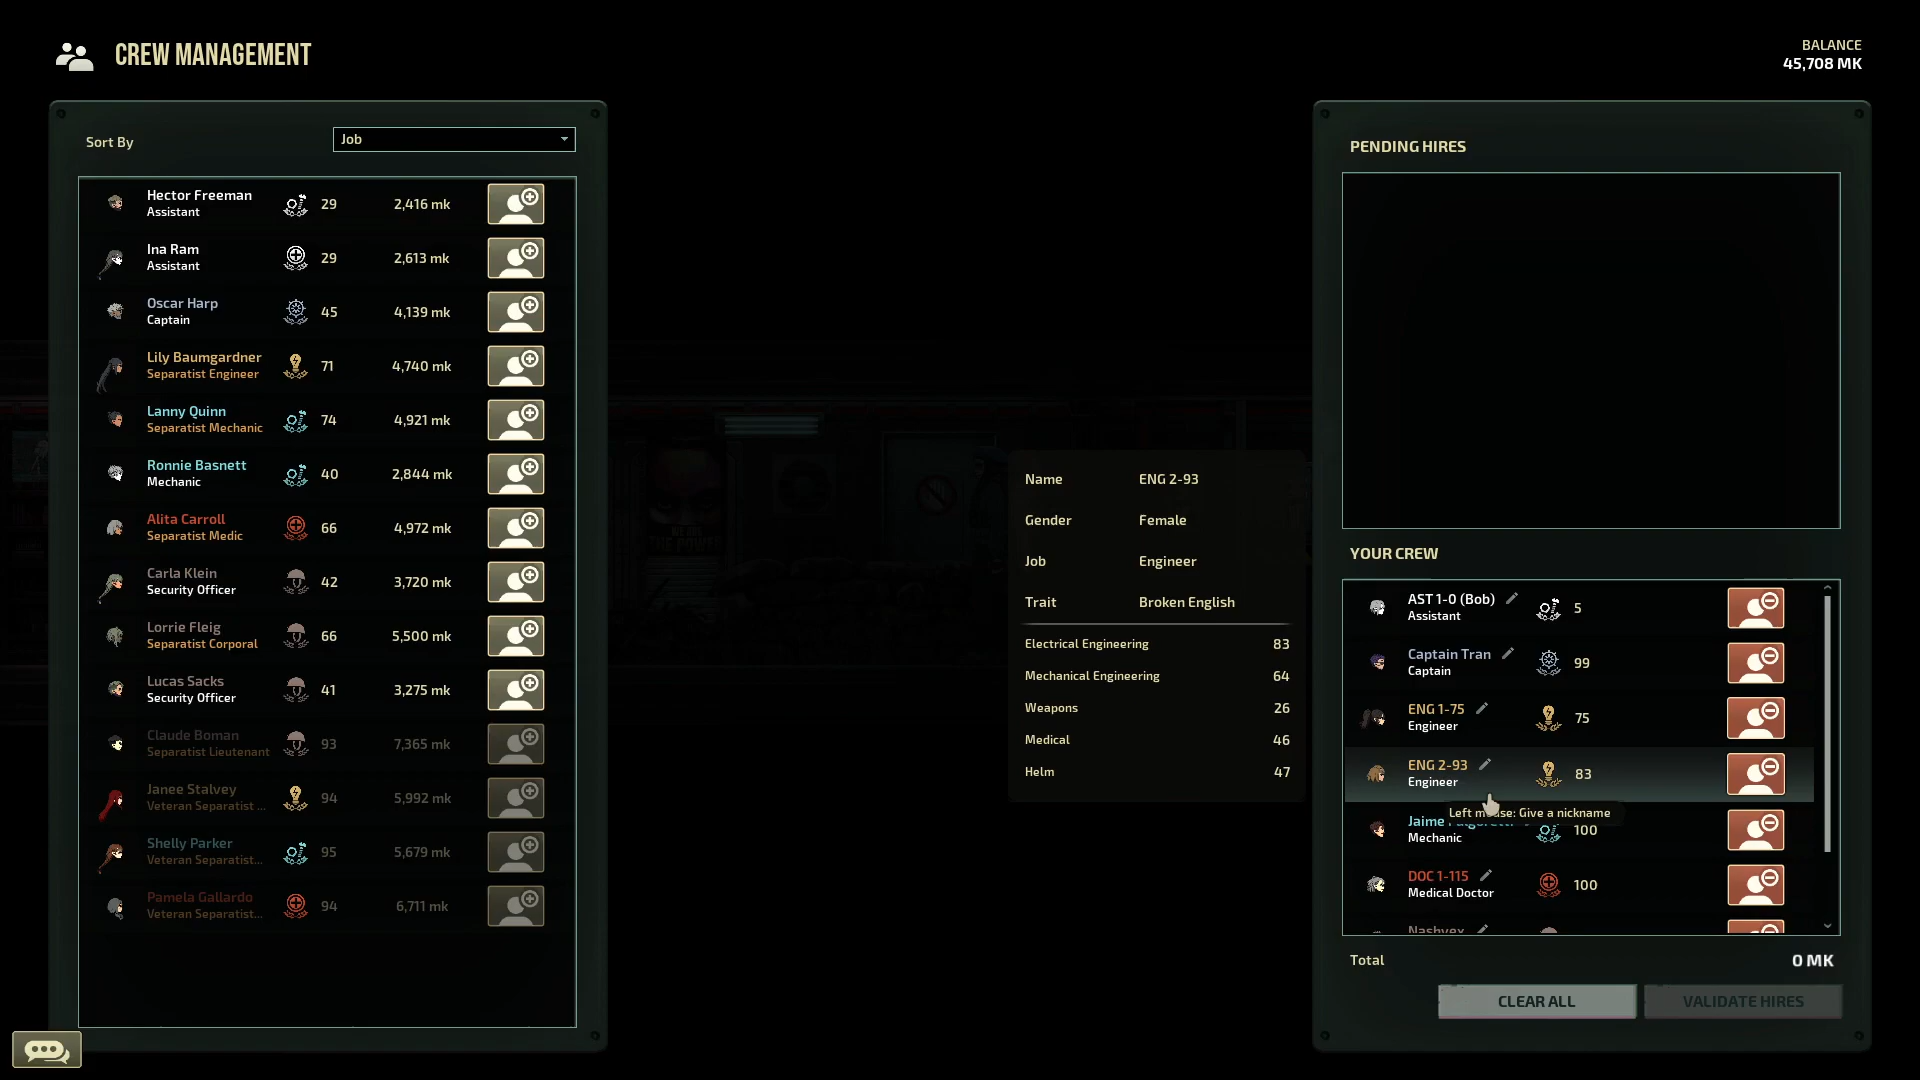 CREW MANAGEMENT
BALANCE
45,708 MK
Sort By
Job
Hector Freeman
Assistant
29
2,416 mk
Ina Ram
Assistant
29
2,613 mk
Oscar Harp
Captain
45
4,139 mk
Lily Baumgardner
Separatist Engineer
71
4,740 mk
Lanny Quinn
Separatist Mechanic
74
4,921 mk
Ronnie Basnett
Mechanic
40
2,844 mk
Alita Carroll
Separatist Medic
66
4,972 mk
Carla Klein
Security Officer
42
3,720 mk
Lorrie Fleig
Separatist Corporal
66
5,500 mk
Lucas Sacks
Security Officer
41
3,275 mk
Claude Boman
Separatist Lieutenant
93
7,365 mk
Janee Stalvey
Veteran Separatist ...
94
5,992 mk
Shelly Parker
Veteran Separatist...
95
5,679 mk
Pamela Gallardo
Veteran Separatist...
94
6,711 mk
Name ENG 2-93
Gender Female
Job Engineer
Trait Broken English
Electrical Engineering 83
Mechanical Engineering 64
Weapons 26
Medical 46
Helm 47
PENDING HIRES
YOUR CREW
AST 1-0 (Bob)
Assistant
5
Captain Tran
Captain
99
ENG 1-75
Engineer
75
ENG 2-93
Engineer
83
Left mouse: Give a nickname
Jaime
Mechanic
100
DOC 1-115
Medical Doctor
100
Total
0 MK
CLEAR ALL
VALIDATE HIRES